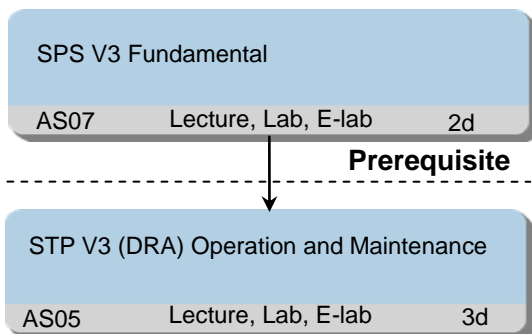 SPS V3 Fundamental
AS07 Lecture, Lab, E-lab 2d
Prerequisite
STP V3 (DRA) Operation and Maintenance
AS05 Lecture, Lab, E-lab 3d